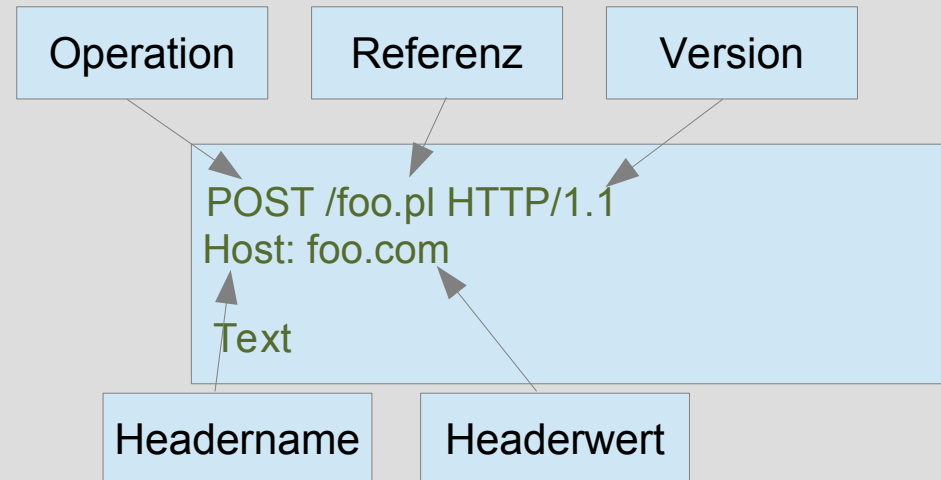 Operation
Referenz
Version
POST /foo.pl HTTP/1.1
Host: foo.com
Text
Headername
Headerwert